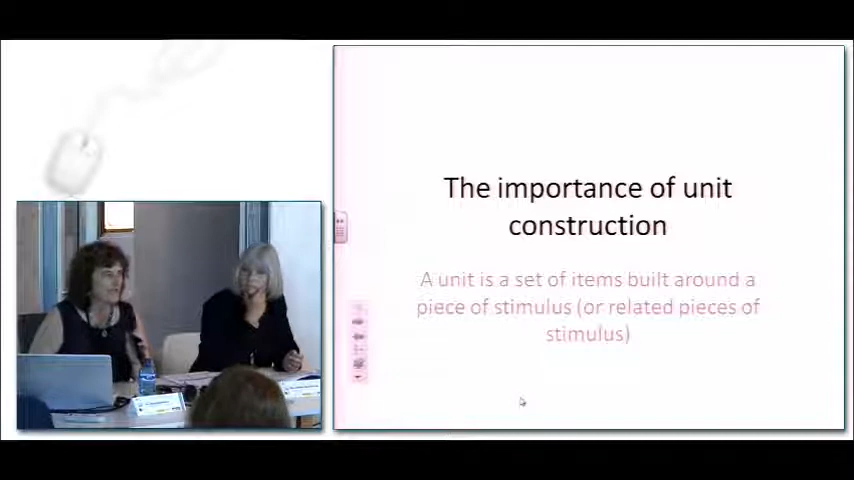 The importance of unit
construction
A unit is a set of items built around a
piece of stimulus (or related pieces of
stimulus)